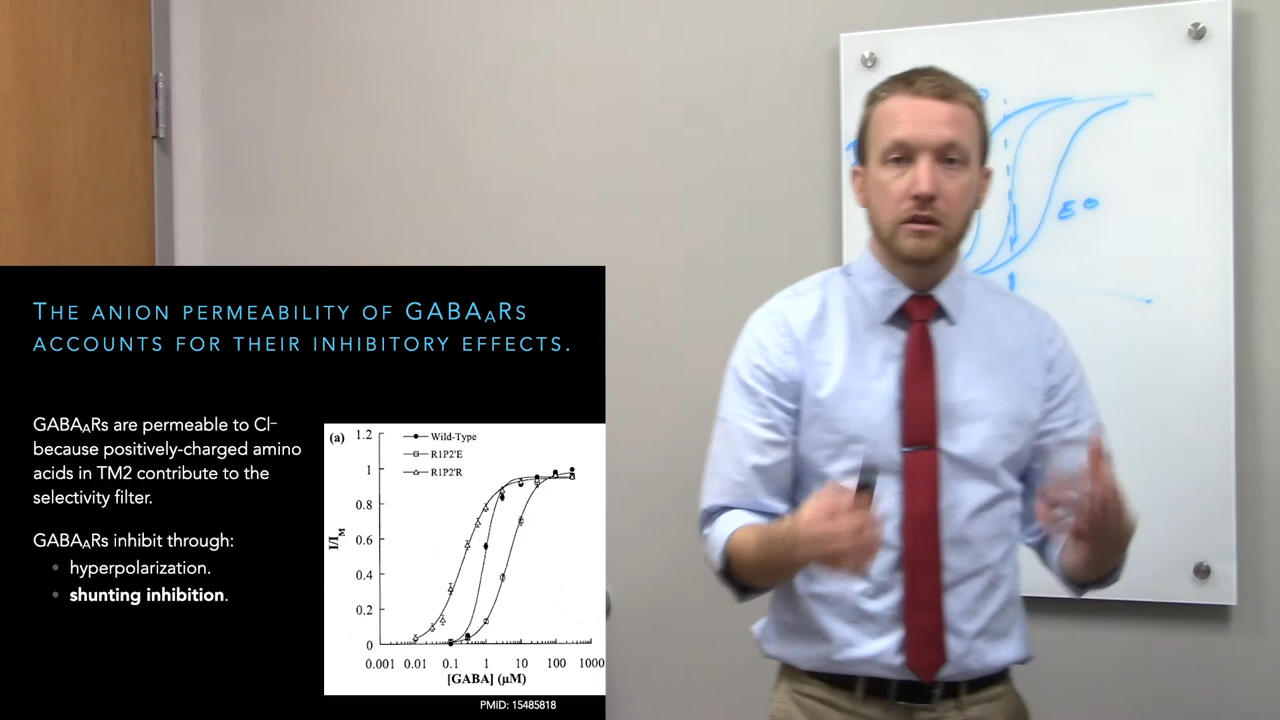 THE ANION PERMEABILITY OF GABAARS
ACCOUNTS FOR THEIR INHIBITORY EFFECTS.
GABAARs are permeable to Cl–
because positively-charged amino
acids in TM2 contribute to the
selectivity filter.
GABAARs inhibit through:
hyperpolarization.
shunting inhibition.
(a)
Wild-Type
R1P2'E
R1P2'R
I/IM
1.2
1
0.8
0.6
0.4
0.2
0
0.001 0.01 0.1 1 10 100 1000
[GABA] (µM)
PMID: 15485818